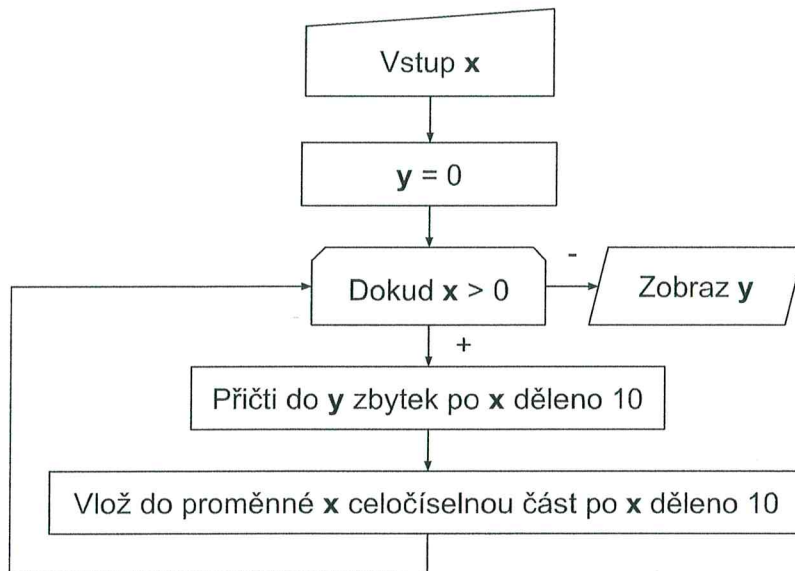 Vstup x
y = 0
Dokud x > 0
-
Zobraz y
+
Přičti do y zbytek po x děleno 10
Vlož do proměnné x celočíselnou část po x děleno 10